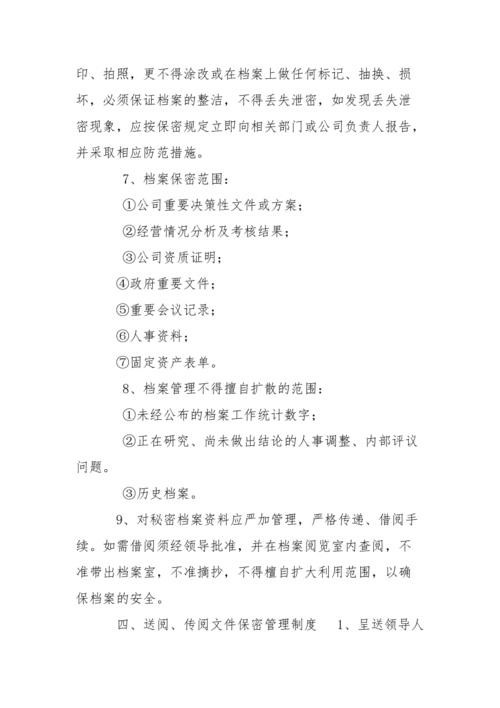 印、拍照，更不得涂改或在档案上做任何标记、抽换、损
坏，必须保证档案的整洁，不得丢失泄密，如发现丢失泄
密现象，应按保密规定立即向相关部门或公司负责人报告，
并采取相应防范措施。
7、档案保密范围：
①公司重要决策性文件或方案；
②经营情况分析及考核结果；
③公司资质证明；
④政府重要文件；
⑤重要会议记录；
⑥人事资料；
⑦固定资产表单。
8、档案管理不得擅自扩散的范围：
①未经公布的档案工作统计数字；
②正在研究、尚未做出结论的人事调整、内部评议
问题。
③历史档案。
9、对秘密档案资料应严加管理，严格传递、借阅手
续。如需借阅须经领导批准，并在档案阅览室内查阅，不
准带出档案室，不准摘抄，不得擅自扩大利用范围，以确
保档案的安全。
四、送阅、传阅文件保密管理制度　1、呈送领导人